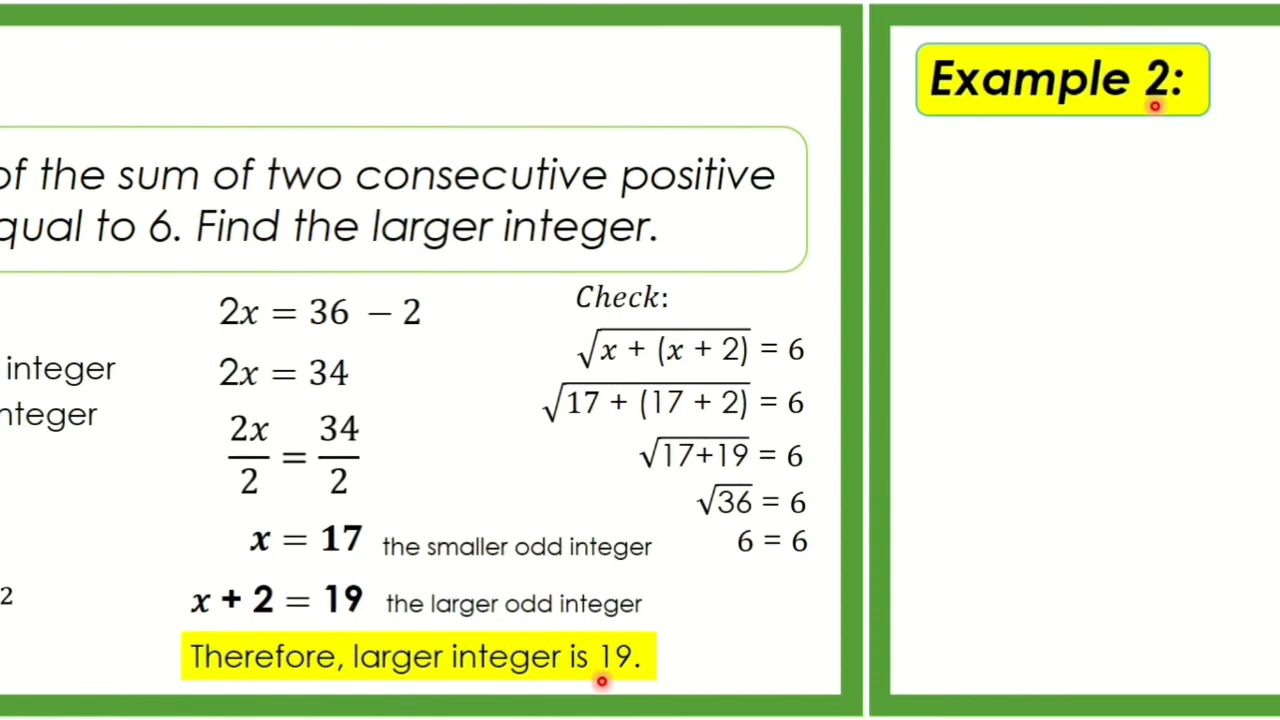 of the sum of two consecutive positive
qual to 6. Find the larger integer.
integer
nteger
2
2x = 36 − 2
2x = 34
2x/2 = 34/2
x = 17 the smaller odd integer
x + 2 = 19 the larger odd integer
Therefore, larger integer is 19.
Check:
√(x + (x + 2)) = 6
√(17 + (17 + 2)) = 6
√(17+19) = 6
√36 = 6
6 = 6
Example 2: